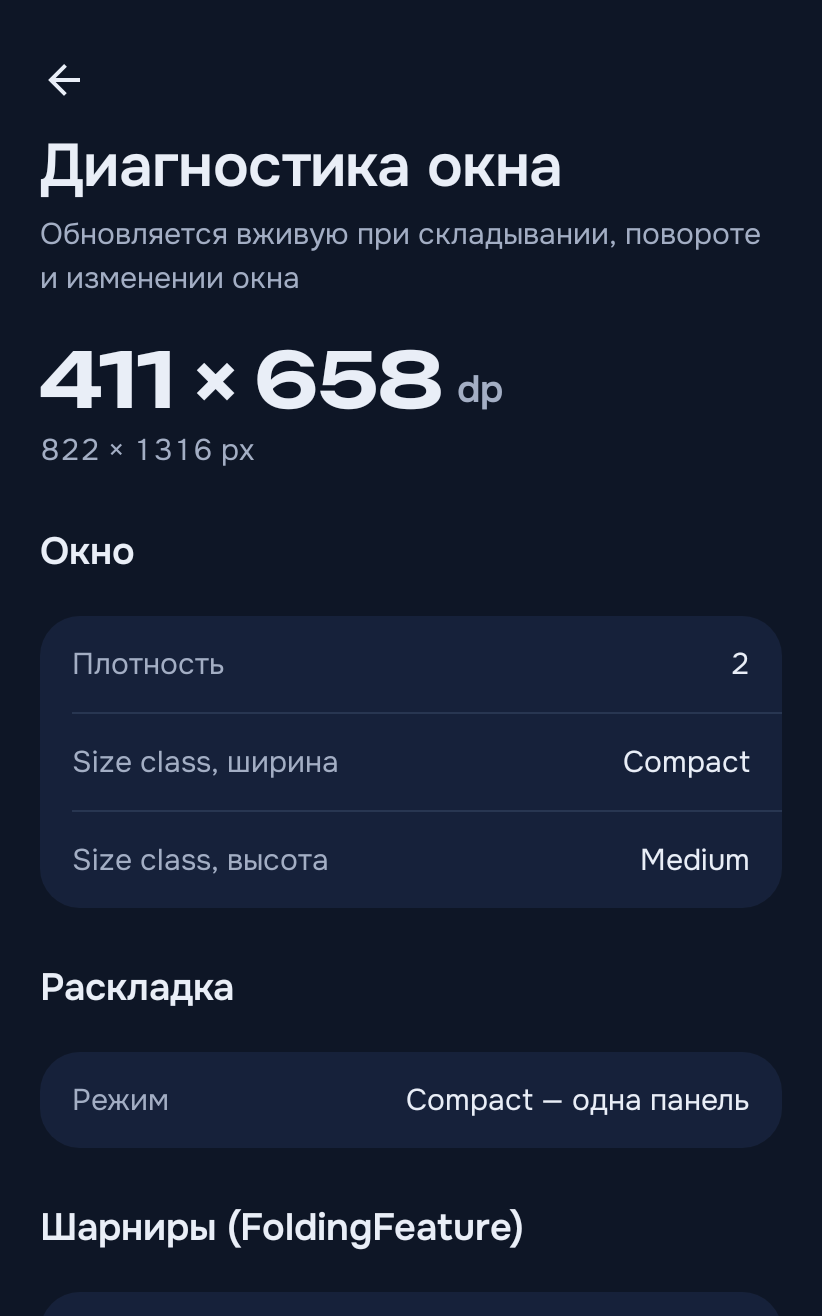 Диагностика окна
Обновляется вживую при складывании, повороте
и изменении окна
411 × 658 dp
822 × 1316 px
Окно
Плотность 2
Size class, ширина Compact
Size class, высота Medium
Раскладка
Режим Compact — одна панель
Шарниры (FoldingFeature)